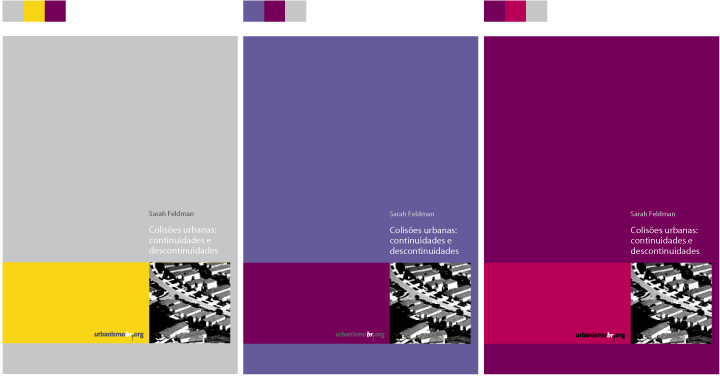 Sarah Feldman
Colisões urbanas:
continuidades e
descontinuidades
urbanismobr.org
Sarah Feldman
Colisões urbanas:
continuidades e
descontinuidades
urbanismobr.org
Sarah Feldman
Colisões urbanas:
continuidades e
descontinuidades
urbanismobr.org